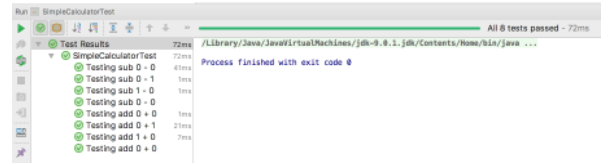 Run SimpleCalculatorTest
All 8 tests passed - 72ms
Test Results 72ms
SimpleCalculatorTest 72ms
Testing sub 0 - 0 41ms
Testing sub 0 - 1 1ms
Testing sub 1 - 0 1ms
Testing sub 0 - 0
Testing add 0 + 0 1ms
Testing add 0 + 1 21ms
Testing add 1 + 0 7ms
Testing add 0 + 0
/Library/Java/JavaVirtualMachines/jdk-9.0.1.jdk/Contents/Home/bin/java ...
Process finished with exit code 0